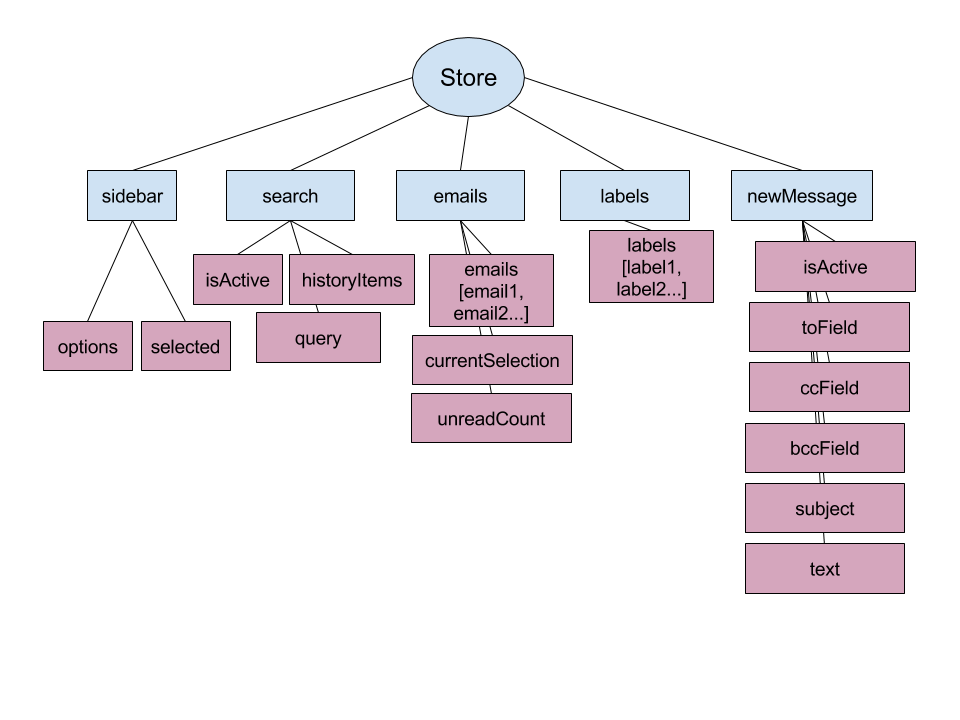 Store
sidebar
search
emails
labels
newMessage
options
selected
isActive
historyItems
query
emails
[email1,
email2...]
currentSelection
unreadCount
labels
[label1,
label2...]
isActive
toField
ccField
bccField
subject
text